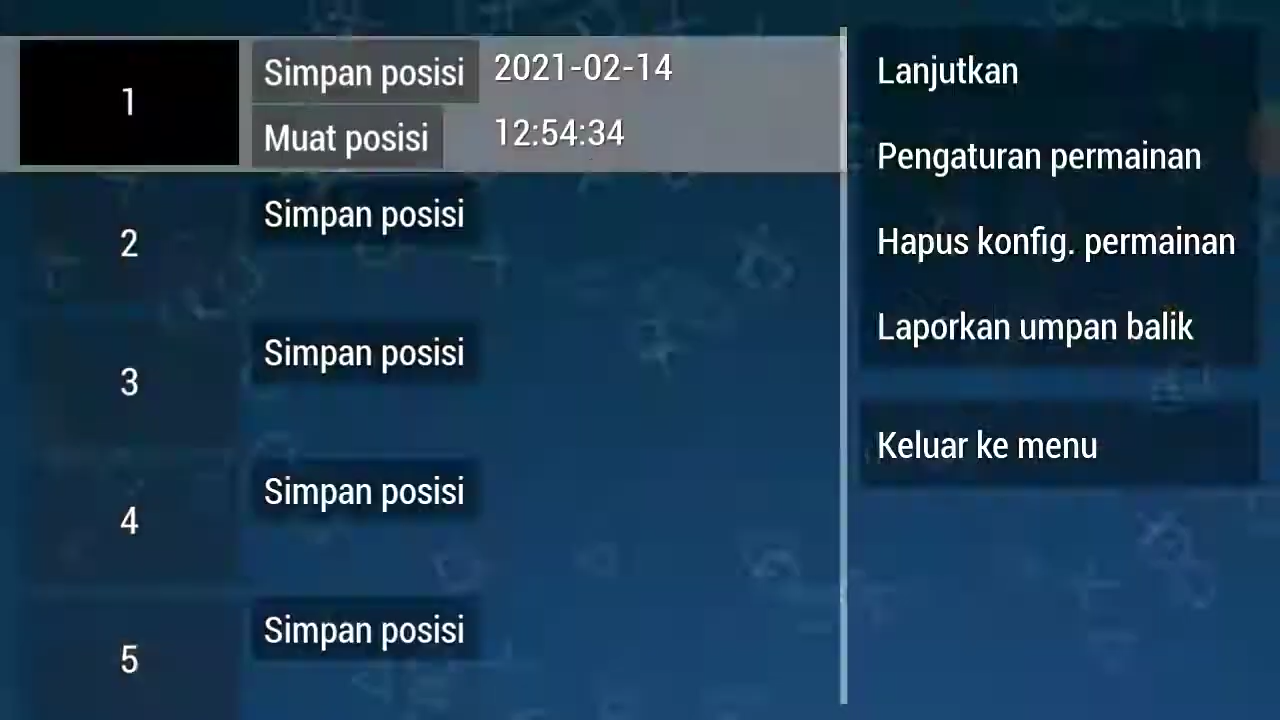 1
Simpan posisi
2021-02-14
Muat posisi
12:54:34
2
Simpan posisi
3
Simpan posisi
4
Simpan posisi
5
Simpan posisi
Lanjutkan
Pengaturan permainan
Hapus konfig. permainan
Laporkan umpan balik
Keluar ke menu